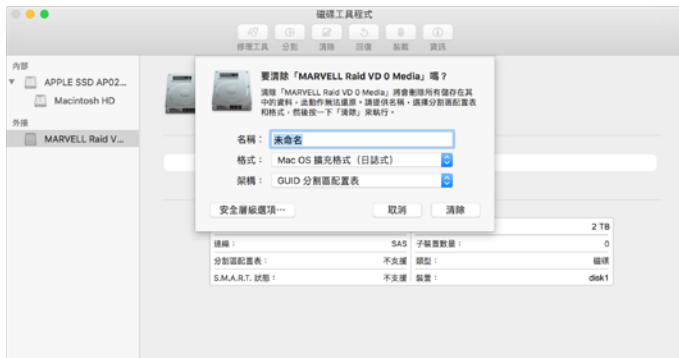 磁碟工具程式
修理工具 分割 清除 回復 裝載 資訊
內部
APPLE SSD AP02...
Macintosh HD
外接
MARVELL Raid V...
要清除「MARVELL Raid VD 0 Media」嗎？
清除「MARVELL Raid VD 0 Media」將會刪除所有儲存在其
中的資料，此動作無法還原。請提供名稱，選擇分割區配置表
和格式，然後按一下「清除」來執行。
名稱： 未命名
格式： Mac OS 擴充格式（日誌式）
架構： GUID 分割區配置表
安全層級選項⋯ 取消 清除
2 TB
連線： SAS 子裝置數量： 0
分割區配置表： 不支援 類型： 磁碟
S.M.A.R.T. 狀態： 不支援 裝置： disk1